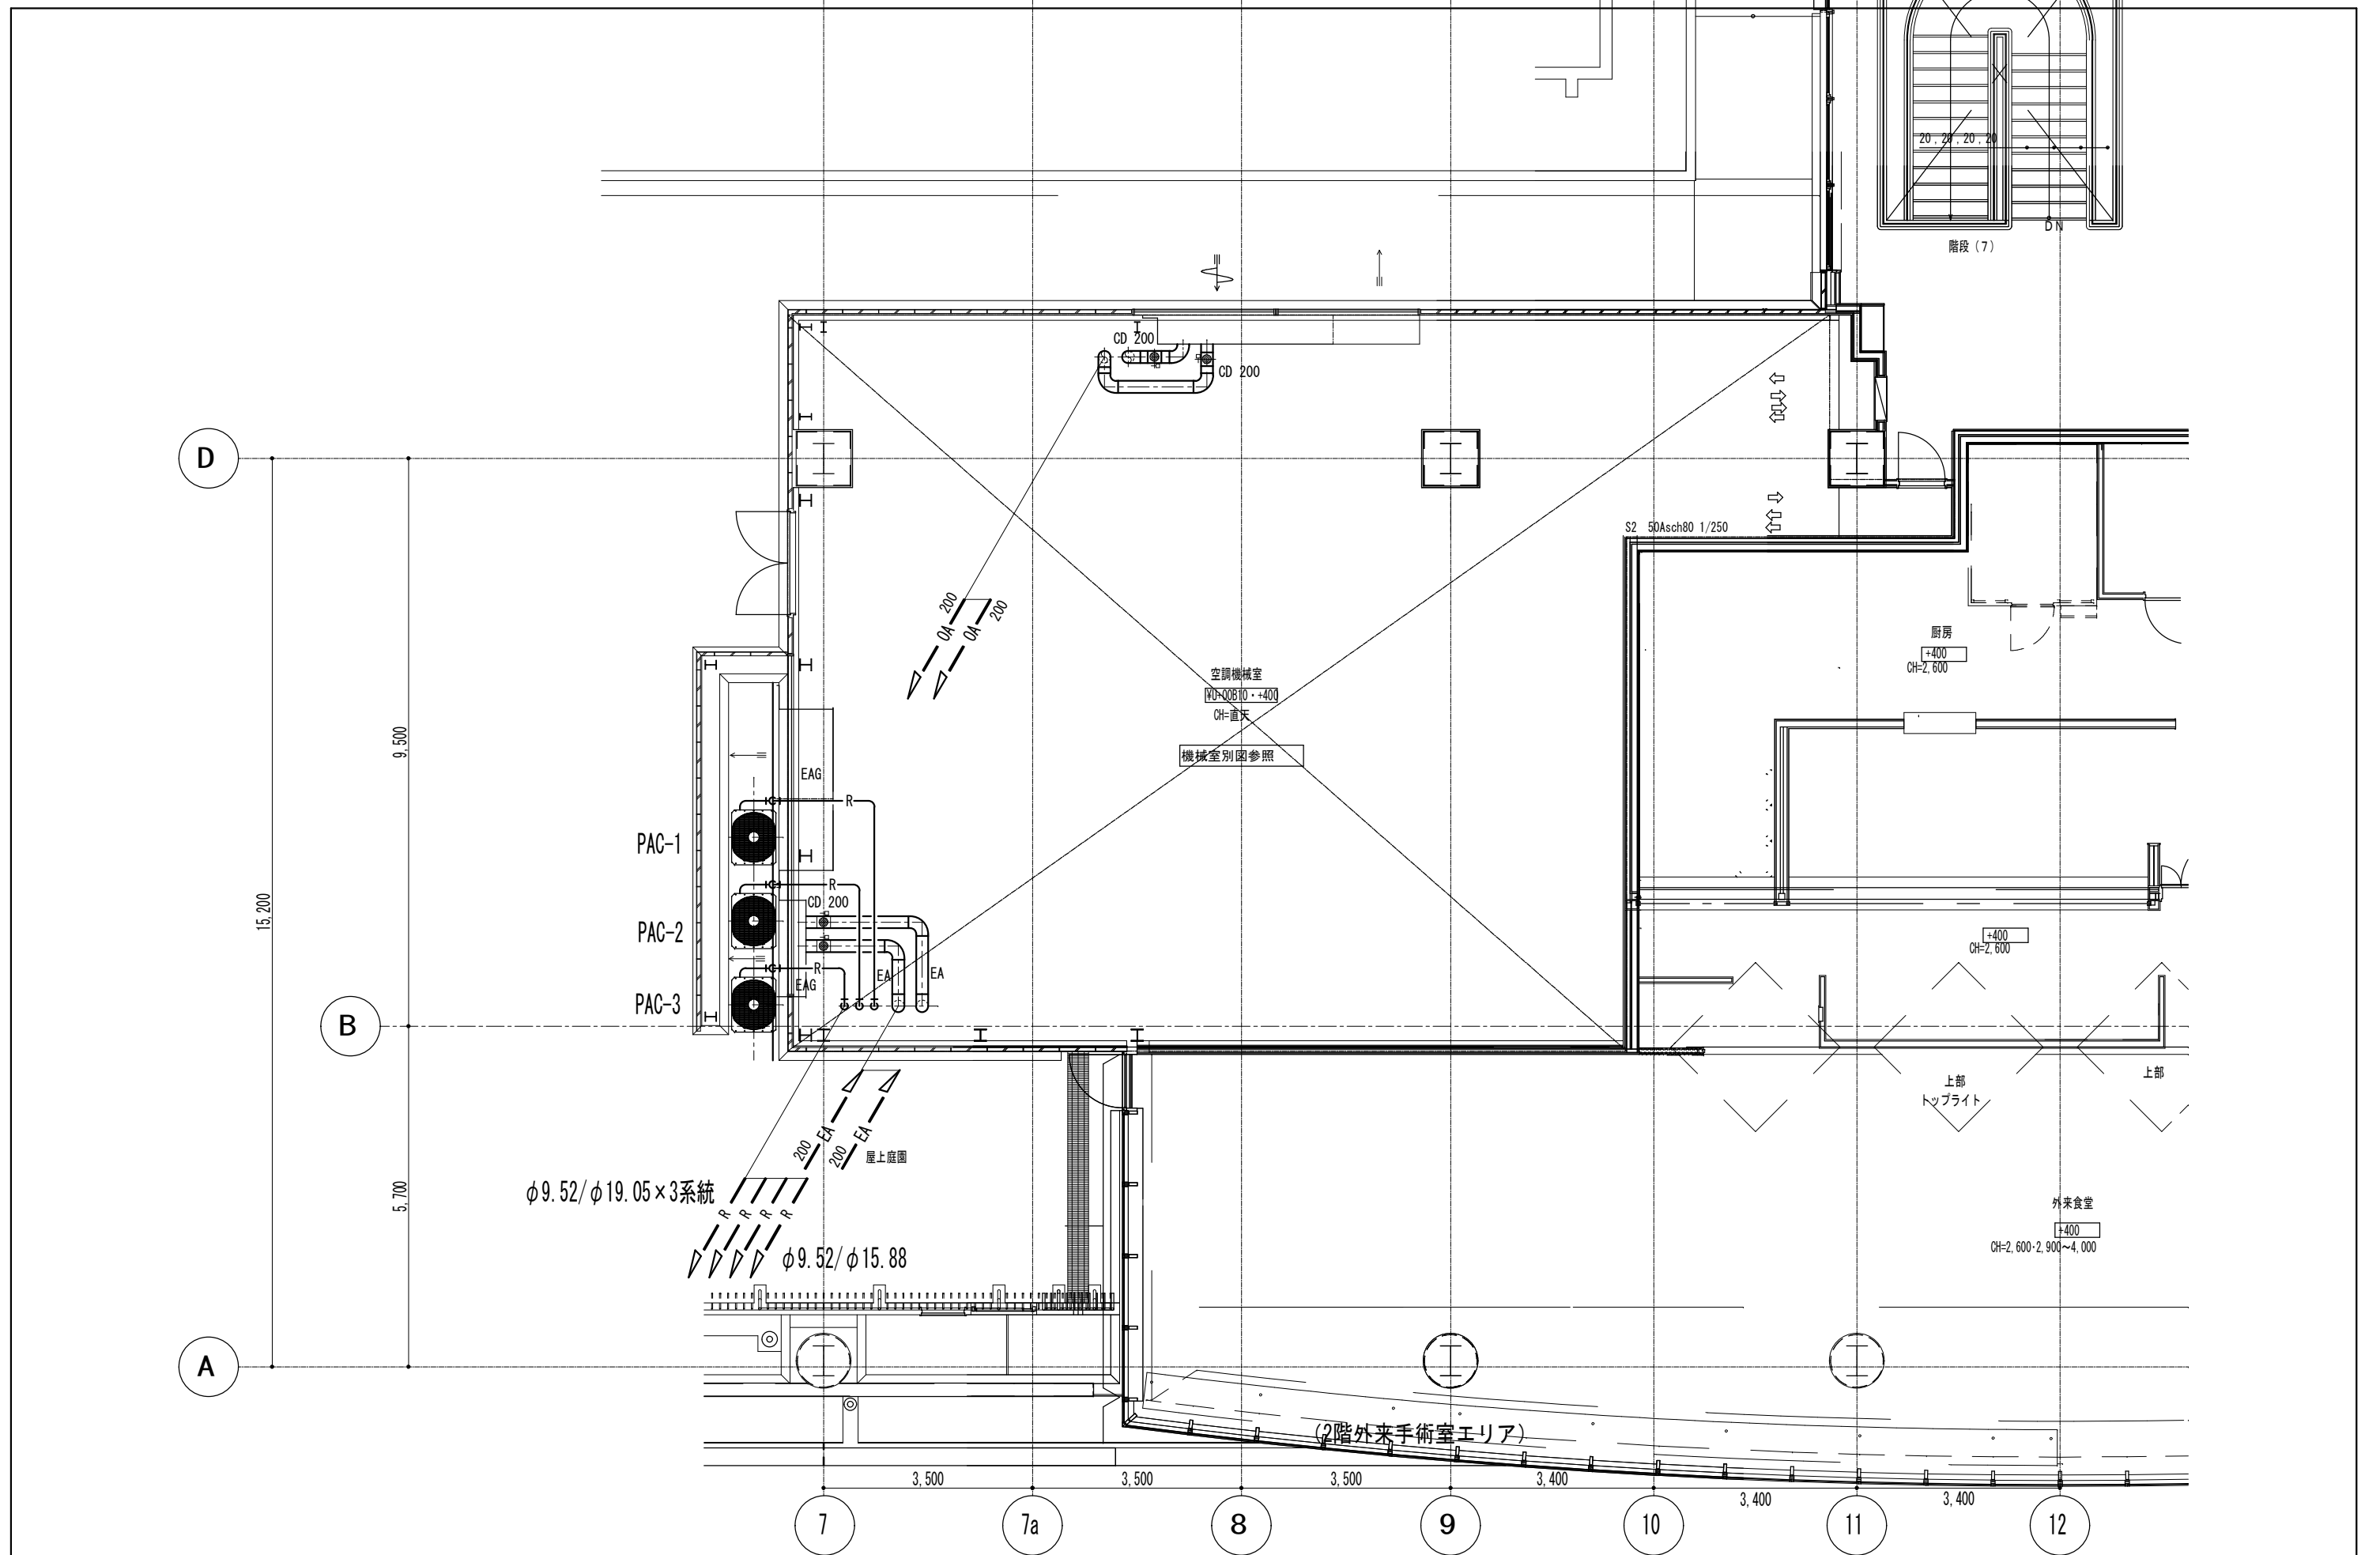 20 , 20 , 20 , 20
DN
階段（7）
CD 200
CD 200
D
S2 50Asch80 1/250
200
OA
OA
200
厨房
+400
CH=2,600
空調機械室
¥U+00B10・+400
CH=直天
機械室別図参照
9,500
EAG
R
PAC-1
R
CD 200
15,200
PAC-2
+400
CH=2,600
R
EA
EA
EAG
PAC-3
B
上部
上部
トップライト
EA
EA
200
200
屋上庭園
φ9.52/φ19.05×3系統
5,700
R
R
R
R
外来食堂
+400
CH=2,600・2,900～4,000
φ9.52/φ15.88
A
(2階外来手術室エリア)
3,500
3,500
3,500
3,400
3,400
3,400
7
7a
8
9
10
11
12